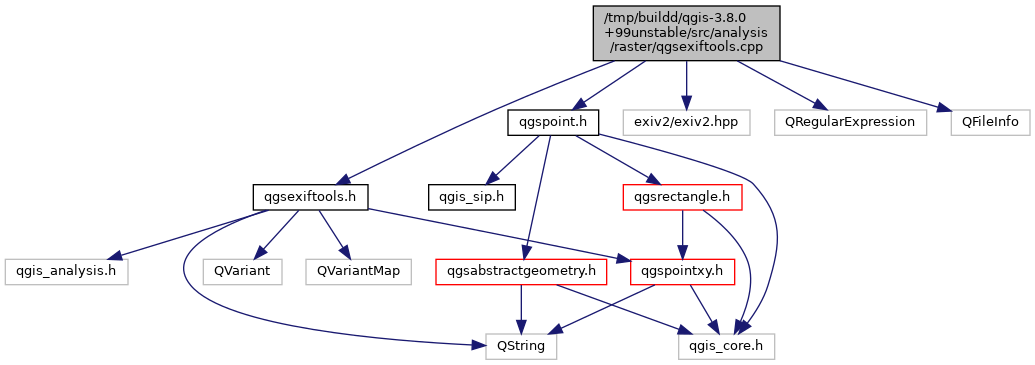 /tmp/buildd/qgis-3.8.0
+99unstable/src/analysis
/raster/qgsexiftools.cpp
qgspoint.h
exiv2/exiv2.hpp
QRegularExpression
QFileInfo
qgsexiftools.h
qgis_sip.h
qgsrectangle.h
qgis_analysis.h
QVariant
QVariantMap
qgsabstractgeometry.h
qgspointxy.h
QString
qgis_core.h